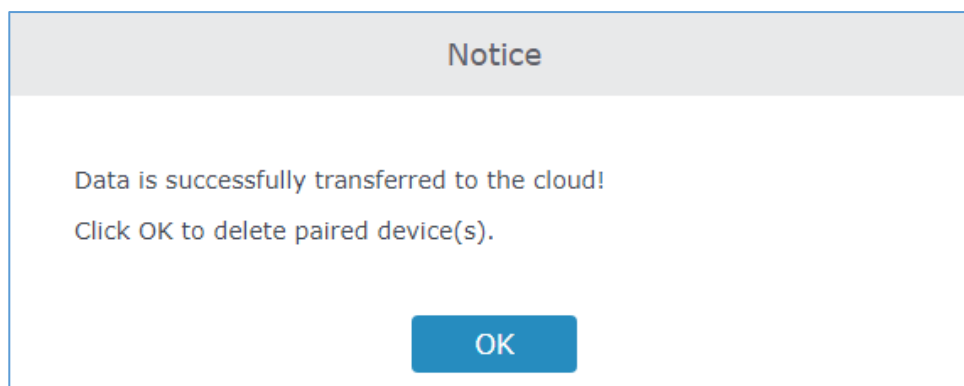 Notice
Data is successfully transferred to the cloud!
Click OK to delete paired device(s).
OK